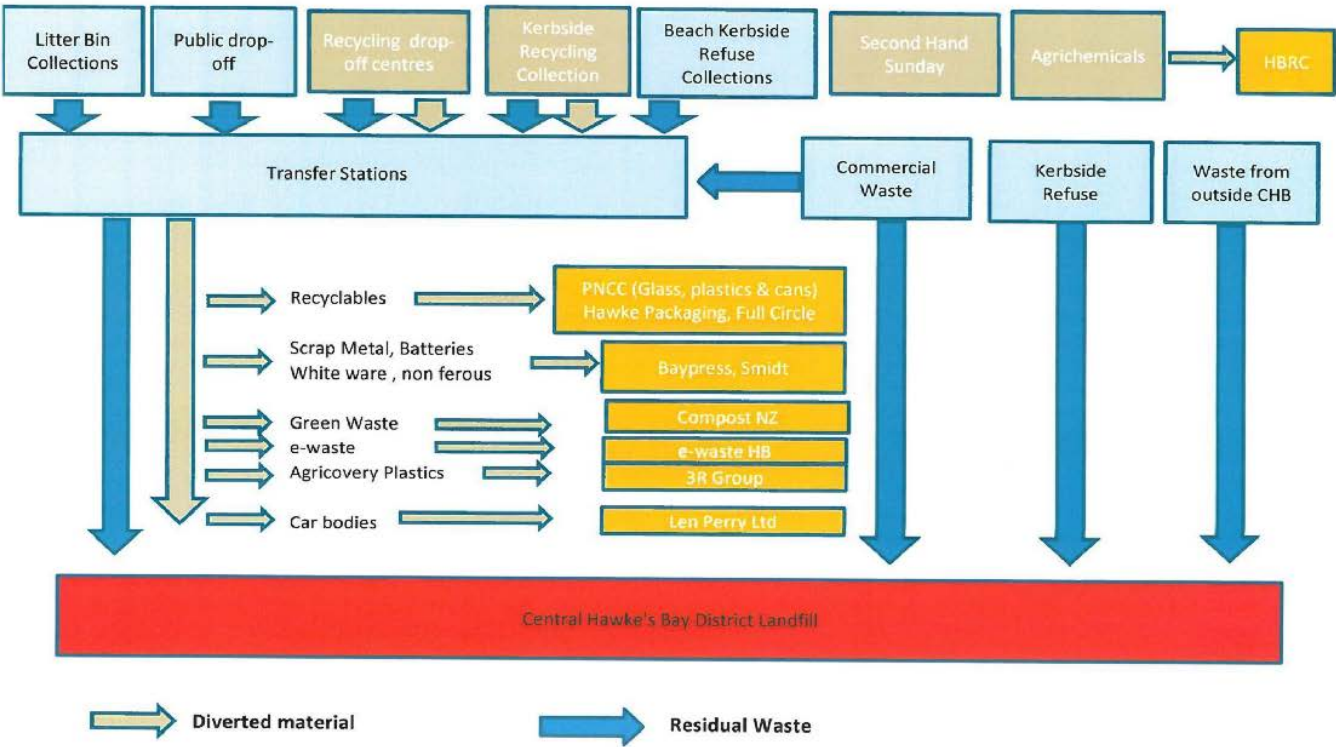 Litter Bin
Collections
Public drop-
off
Recycling drop-
off centres
Kerbside
Recycling
Collection
Beach Kerbside
Refuse
Collections
Second Hand
Sunday
Agrichemicals
HBRC
Transfer Stations
Commercial
Waste
Kerbside
Refuse
Waste from
outside CHB
Recyclables
PNCC (Glass, plastics & cans)
Hawke Packaging, Full Circle
Scrap Metal, Batteries
White ware , non ferous
Baypress, Smidt
Green Waste
Compost NZ
e-waste
e-waste HB
Agricovery Plastics
3R Group
Car bodies
Len Perry Ltd
Central Hawke's Bay District Landfill
Diverted material
Residual Waste